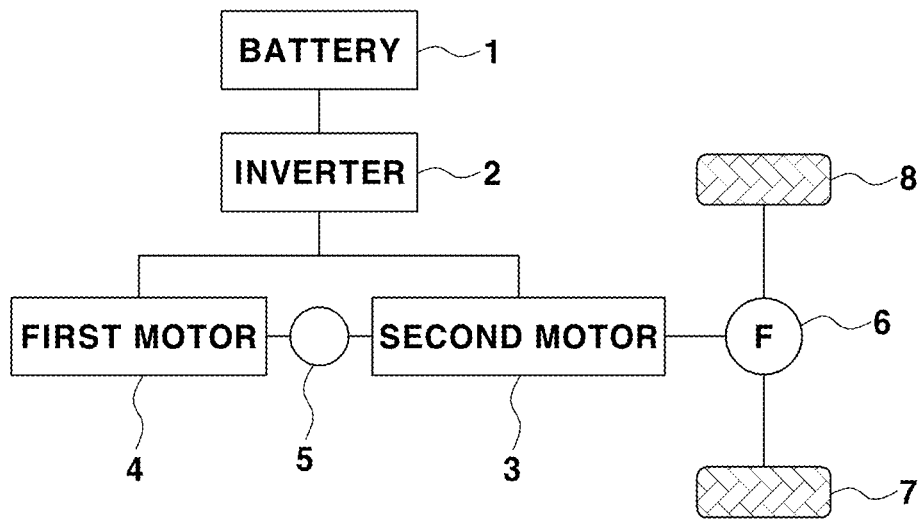 BATTERY 1
INVERTER 2
8
FIRST MOTOR SECOND MOTOR F 6
4 5 3
7